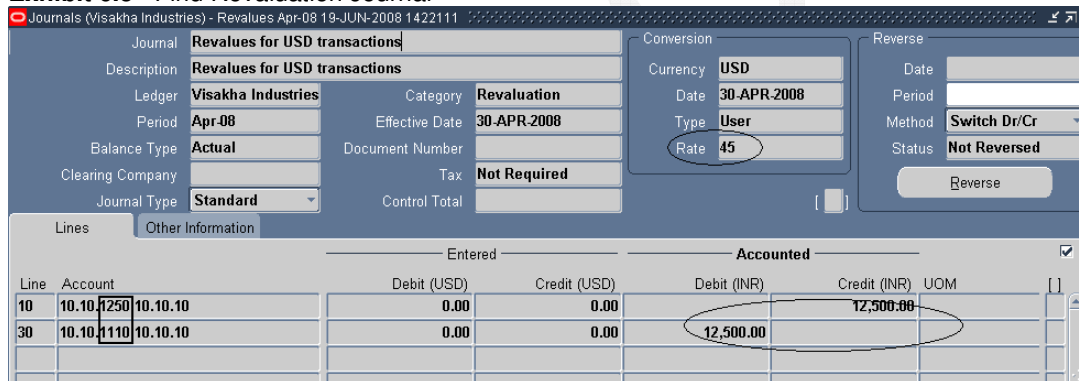 Journals (Visakha Industries) - Revalues Apr-08 19-JUN-2008 1422111
Journal Revalues for USD transactions
Description Revalues for USD transactions
Ledger Visakha Industries Category Revaluation
Period Apr-08 Effective Date 30-APR-2008
Balance Type Actual Document Number
Clearing Company Tax Not Required
Journal Type Standard Control Total
Conversion
Currency USD
Date 30-APR-2008
Type User
Rate 45
[ ]
Reverse
Date
Period
Method Switch Dr/Cr
Status Not Reversed
Reverse
Lines Other Information
Entered Accounted
Line Account Debit (USD) Credit (USD) Debit (INR) Credit (INR) UOM [ ]
10 10.10.1250 10.10.10 0.00 0.00 12,500.00
30 10.10.1110 10.10.10 0.00 0.00 12,500.00